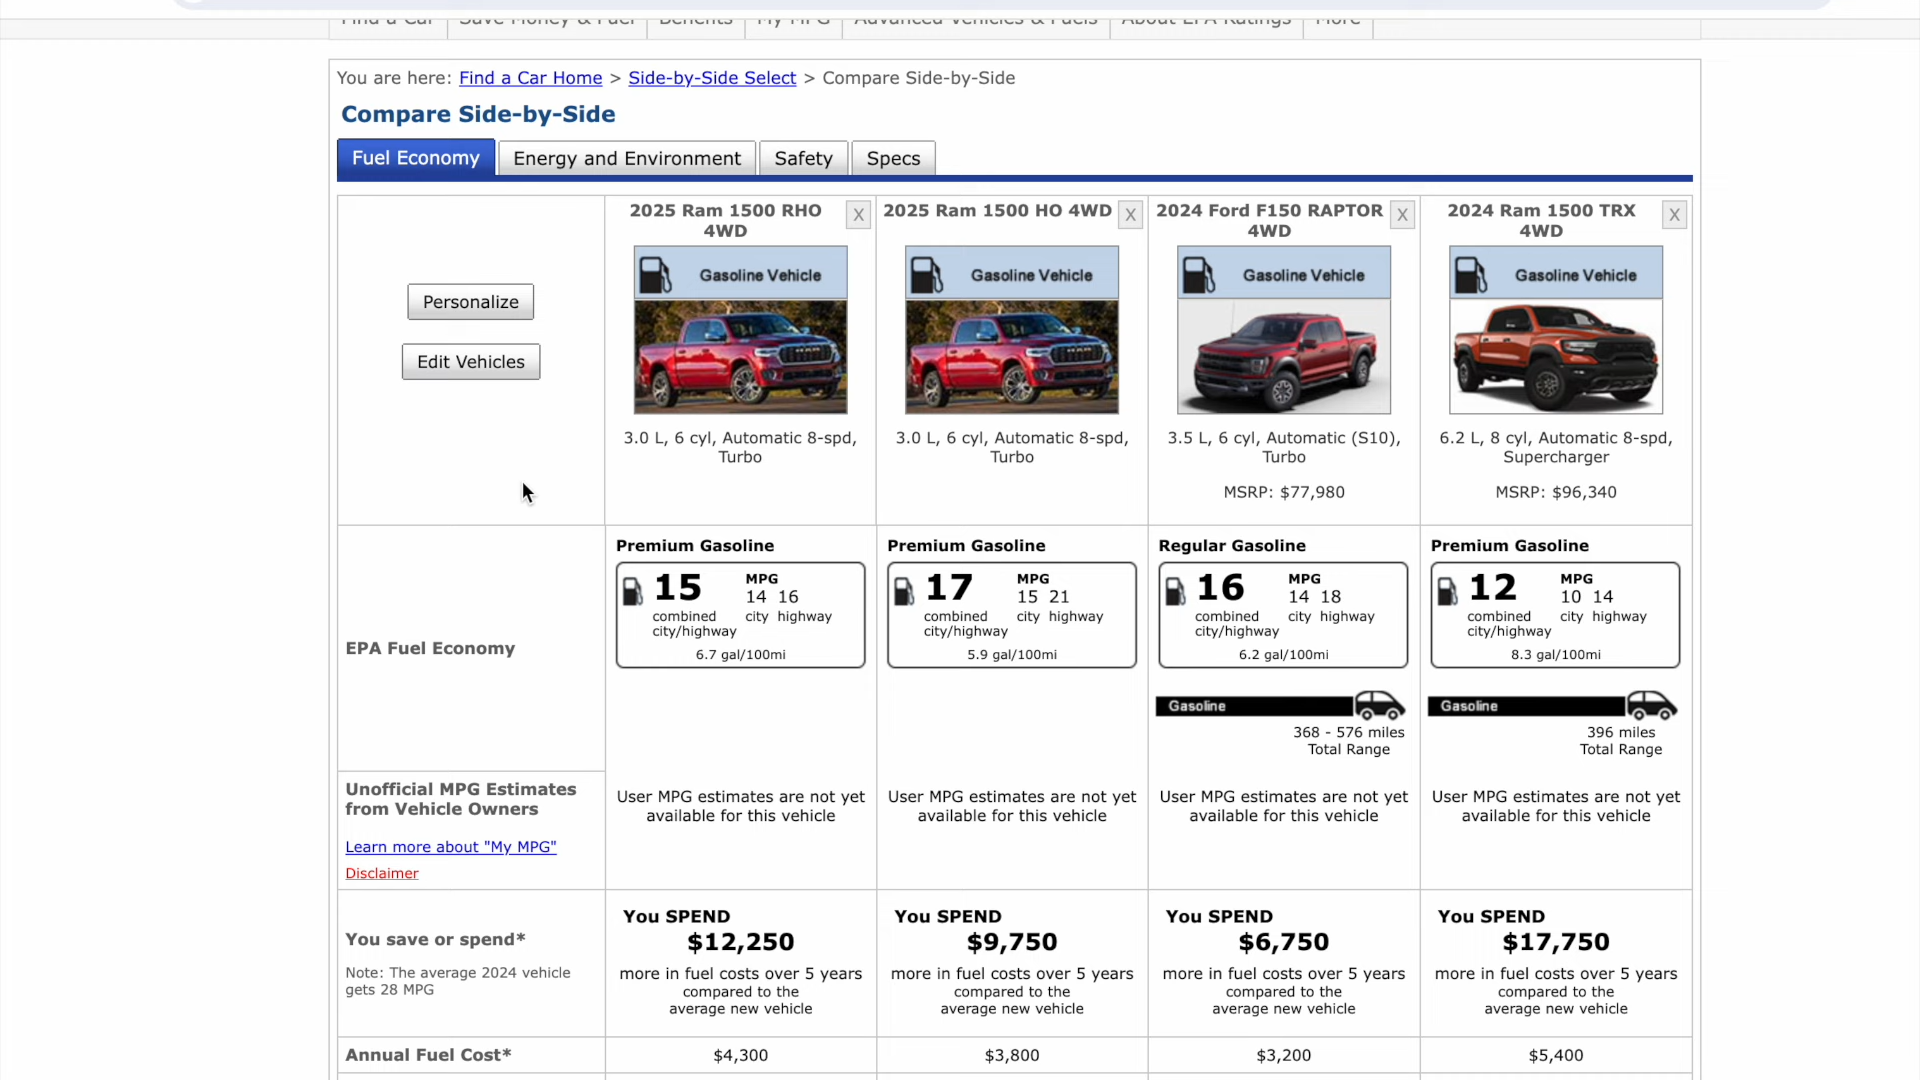 Find a Car Save Money & Fuel Benefits My MPG Advanced Vehicles & Fuels About EPA Ratings More
You are here: Find a Car Home > Side-by-Side Select > Compare Side-by-Side
Compare Side-by-Side
Fuel Economy Energy and Environment Safety Specs
Personalize
Edit Vehicles
2025 Ram 1500 RHO
4WD
X
Gasoline Vehicle
3.0 L, 6 cyl, Automatic 8-spd,
Turbo
2025 Ram 1500 HO 4WD
X
Gasoline Vehicle
3.0 L, 6 cyl, Automatic 8-spd,
Turbo
2024 Ford F150 RAPTOR
4WD
X
Gasoline Vehicle
3.5 L, 6 cyl, Automatic (S10),
Turbo
MSRP: $77,980
2024 Ram 1500 TRX
4WD
X
Gasoline Vehicle
6.2 L, 8 cyl, Automatic 8-spd,
Supercharger
MSRP: $96,340
EPA Fuel Economy
Premium Gasoline
15 MPG
14 16
combined city highway
city/highway
6.7 gal/100mi
Premium Gasoline
17 MPG
15 21
combined city highway
city/highway
5.9 gal/100mi
Regular Gasoline
16 MPG
14 18
combined city highway
city/highway
6.2 gal/100mi
Gasoline
368 - 576 miles
Total Range
Premium Gasoline
12 MPG
10 14
combined city highway
city/highway
8.3 gal/100mi
Gasoline
396 miles
Total Range
Unofficial MPG Estimates
from Vehicle Owners
Learn more about "My MPG"
Disclaimer
User MPG estimates are not yet
available for this vehicle
User MPG estimates are not yet
available for this vehicle
User MPG estimates are not yet
available for this vehicle
User MPG estimates are not yet
available for this vehicle
You save or spend*
Note: The average 2024 vehicle
gets 28 MPG
You SPEND
$12,250
more in fuel costs over 5 years
compared to the
average new vehicle
You SPEND
$9,750
more in fuel costs over 5 years
compared to the
average new vehicle
You SPEND
$6,750
more in fuel costs over 5 years
compared to the
average new vehicle
You SPEND
$17,750
more in fuel costs over 5 years
compared to the
average new vehicle
Annual Fuel Cost* $4,300 $3,800 $3,200 $5,400